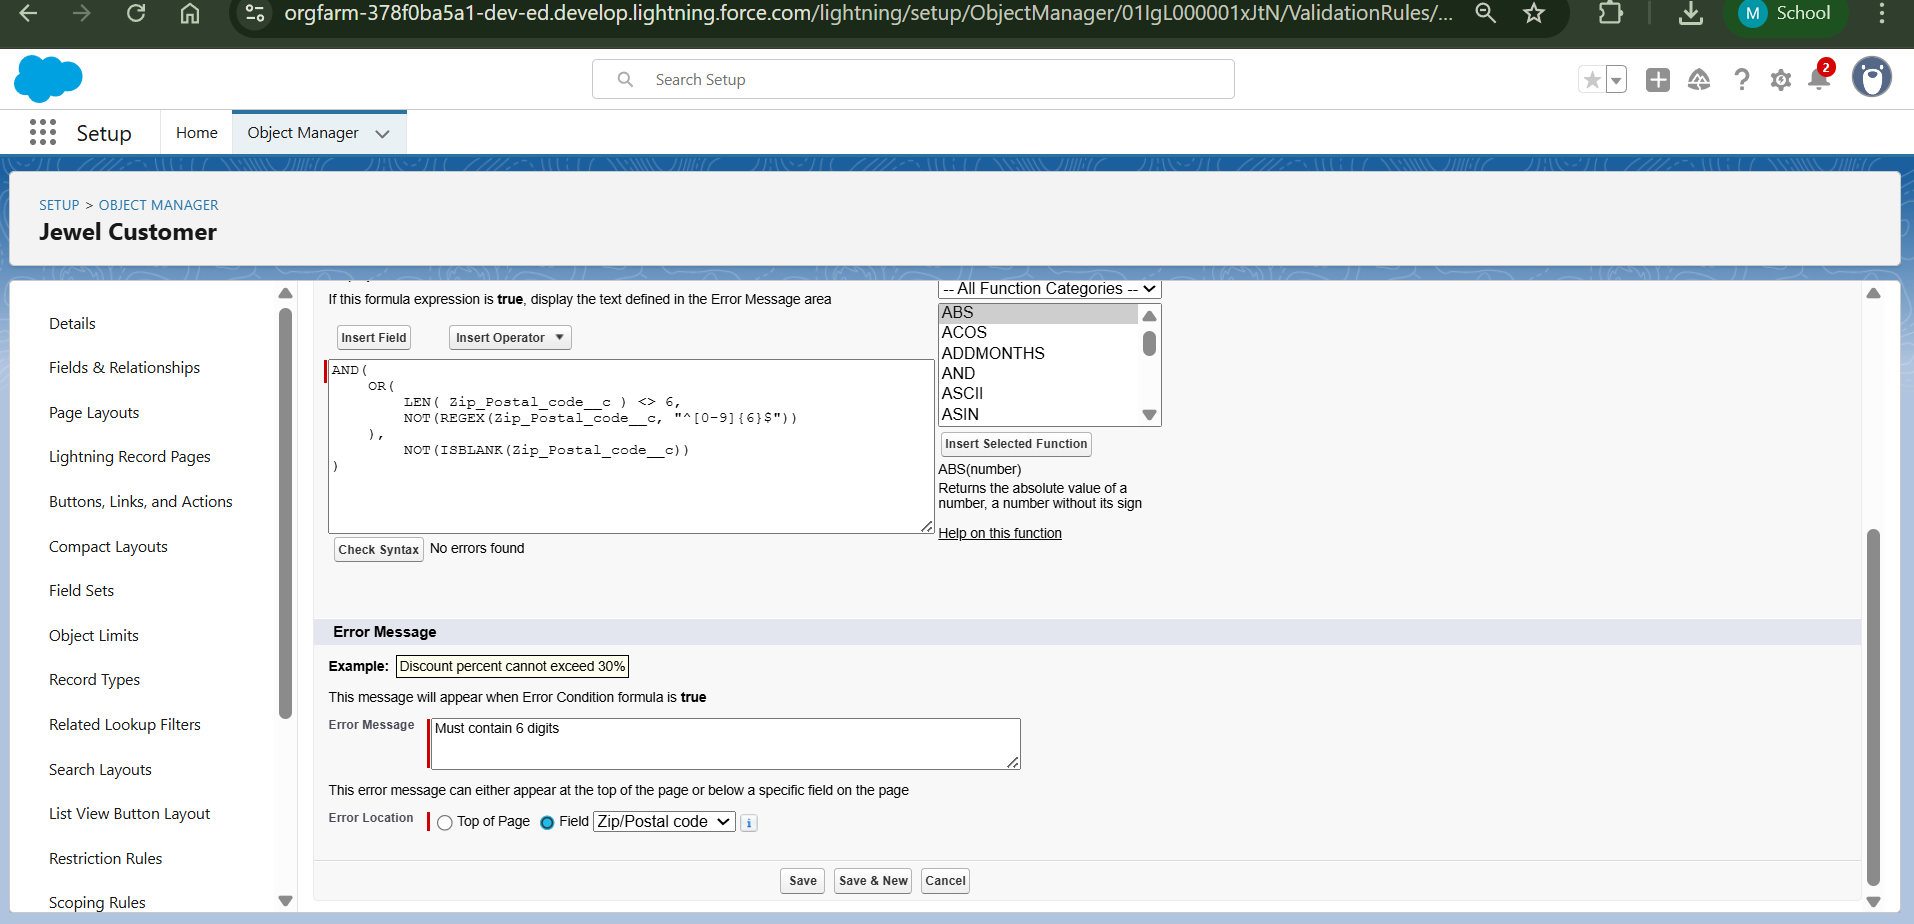 orgfarm-378f0ba5a1-dev-ed.develop.lightning.force.com/lightning/setup/ObjectManager/01IgL000001xJtN/ValidationRules/...
M School
Search Setup
2
Setup
Home
Object Manager
SETUP > OBJECT MANAGER
Jewel Customer
Details
Fields & Relationships
Page Layouts
Lightning Record Pages
Buttons, Links, and Actions
Compact Layouts
Field Sets
Object Limits
Record Types
Related Lookup Filters
Search Layouts
List View Button Layout
Restriction Rules
Scoping Rules
If this formula expression is true, display the text defined in the Error Message area
Insert Field
Insert Operator
AND(
OR(
LEN( Zip_Postal_code__c ) <> 6,
NOT(REGEX(Zip_Postal_code__c, "^[0-9]{6}$"))
),
NOT(ISBLANK(Zip_Postal_code__c))
)
Check Syntax
No errors found
-- All Function Categories --
ABS
ACOS
ADDMONTHS
AND
ASCII
ASIN
Insert Selected Function
ABS(number)
Returns the absolute value of a
number, a number without its sign
Help on this function
Error Message
Example: Discount percent cannot exceed 30%
This message will appear when Error Condition formula is true
Error Message
Must contain 6 digits
This error message can either appear at the top of the page or below a specific field on the page
Error Location
Top of Page
Field
Zip/Postal code
i
Save
Save & New
Cancel